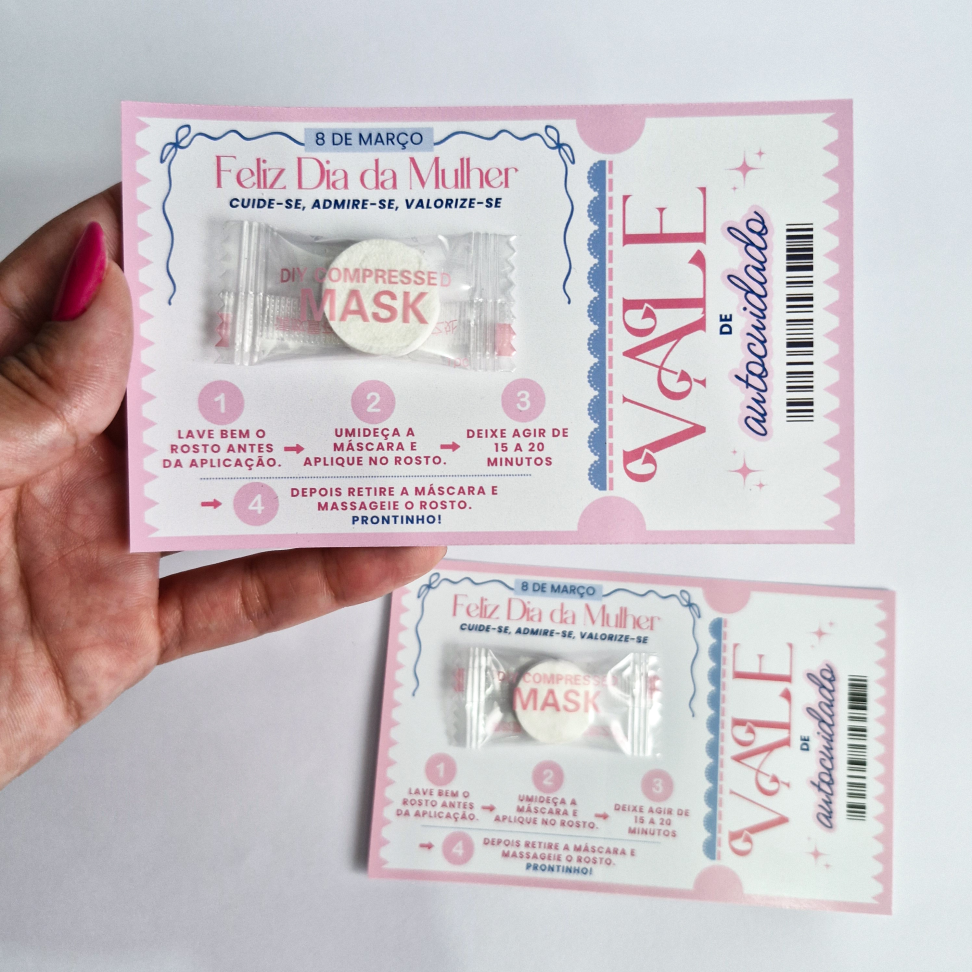 8 DE MARÇO
Feliz Dia da Mulher
CUIDE-SE, ADMIRE-SE, VALORIZE-SE
DIY COMPRESSED
MASK
1
LAVE BEM O
ROSTO ANTES
DA APLICAÇÃO.
2
UMIDEÇA A
MÁSCARA E
APLIQUE NO ROSTO.
3
DEIXE AGIR DE
15 A 20
MINUTOS
4
DEPOIS RETIRE A MÁSCARA E
MASSAGEIE O ROSTO.
PRONTINHO!
VALE
DE
autocuidado
8 DE MARÇO
Feliz Dia da Mulher
CUIDE-SE, ADMIRE-SE, VALORIZE-SE
DIY COMPRESSED
MASK
1
LAVE BEM O
ROSTO ANTES
DA APLICAÇÃO.
2
UMIDEÇA A
MÁSCARA E
APLIQUE NO ROSTO.
3
DEIXE AGIR DE
15 A 20
MINUTOS
4
DEPOIS RETIRE A MÁSCARA E
MASSAGEIE O ROSTO.
PRONTINHO!
VALE
DE
autocuidado